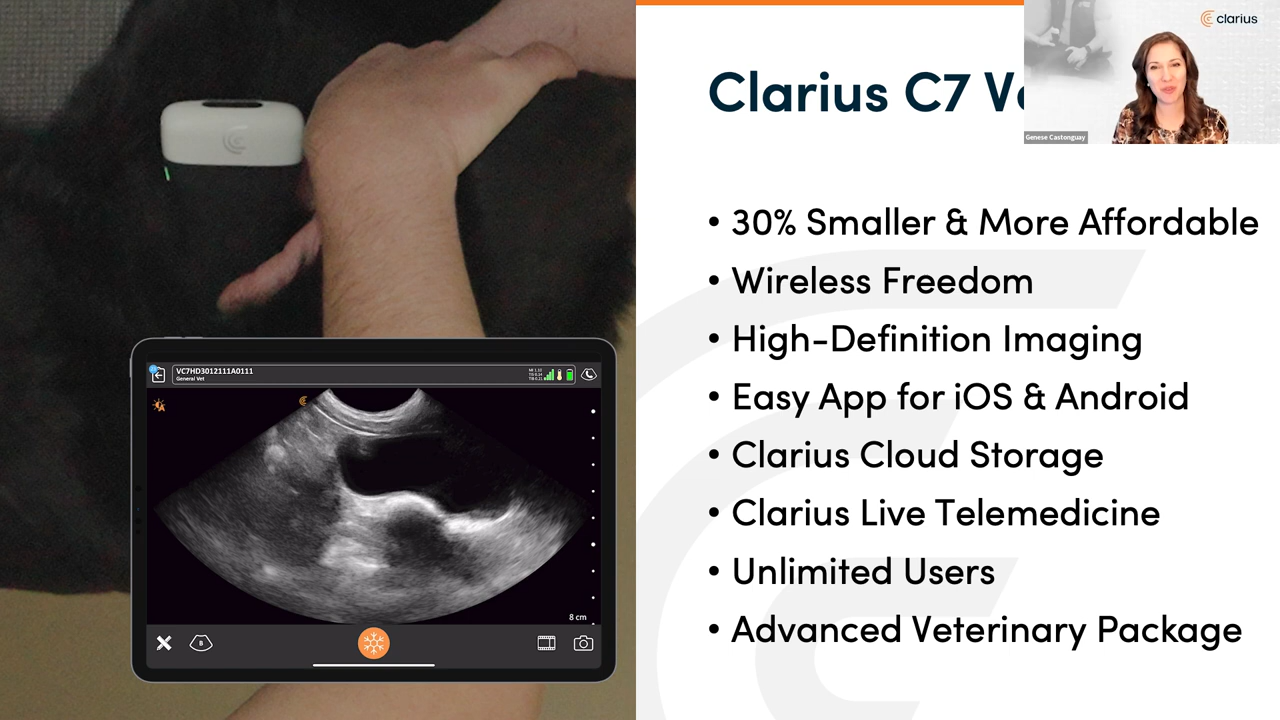 Clarius C7 V
clarius
Genese Castonguay
• 30% Smaller & More Affordable
• Wireless Freedom
• High-Definition Imaging
• Easy App for iOS & Android
• Clarius Cloud Storage
• Clarius Live Telemedicine
• Unlimited Users
• Advanced Veterinary Package
VC7HD3012111A0111
General Vet
8 cm
B